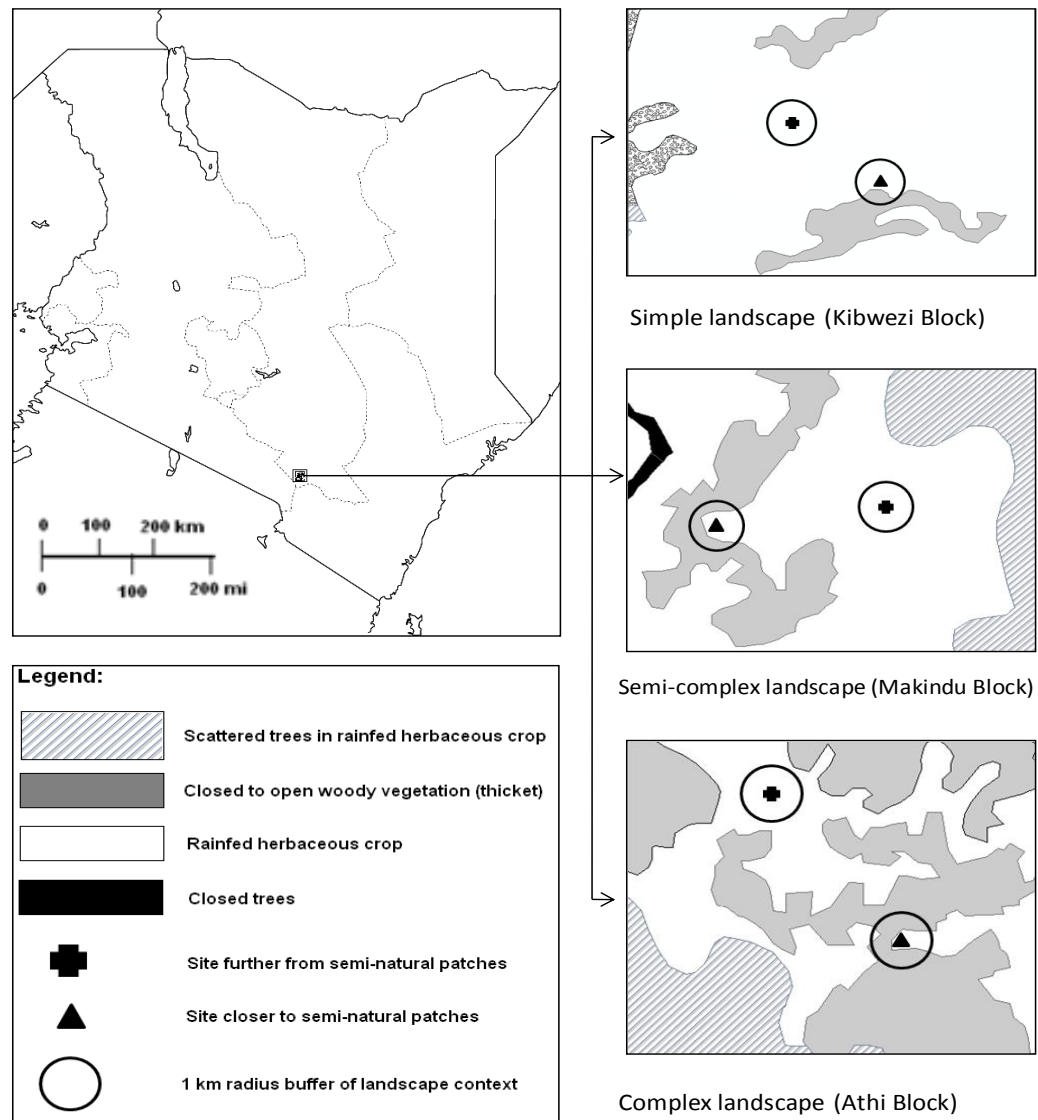 0 100 200 km
0 100 200 mi
Simple landscape (Kibwezi Block)
Semi-complex landscape (Makindu Block)
Complex landscape (Athi Block)
Legend:
Scattered trees in rainfed herbaceous crop
Closed to open woody vegetation (thicket)
Rainfed herbaceous crop
Closed trees
Site further from semi-natural patches
Site closer to semi-natural patches
1 km radius buffer of landscape context